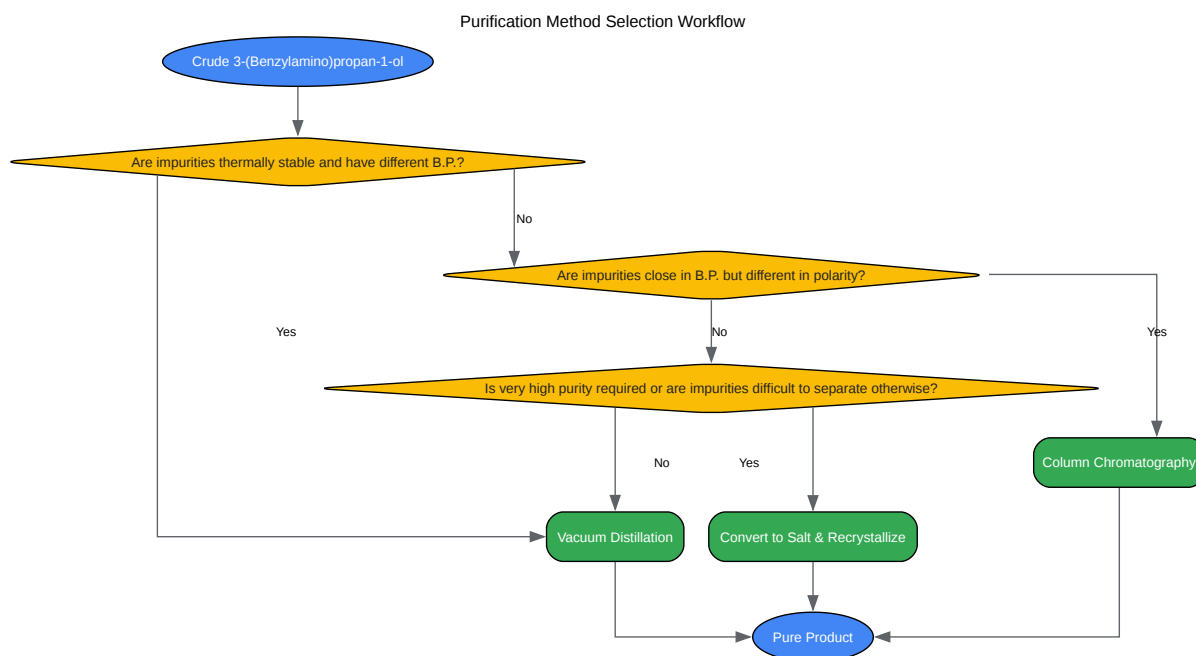 Purification Method Selection Workflow
Crude 3-(Benzylamino)propan-1-ol
Are impurities thermally stable and have different B.P.?
No
Are impurities close in B.P. but different in polarity?
Yes
No
Yes
Is very high purity required or are impurities difficult to separate otherwise?
No
Yes
Column Chromatography
Vacuum Distillation
Convert to Salt & Recrystallize
Pure Product